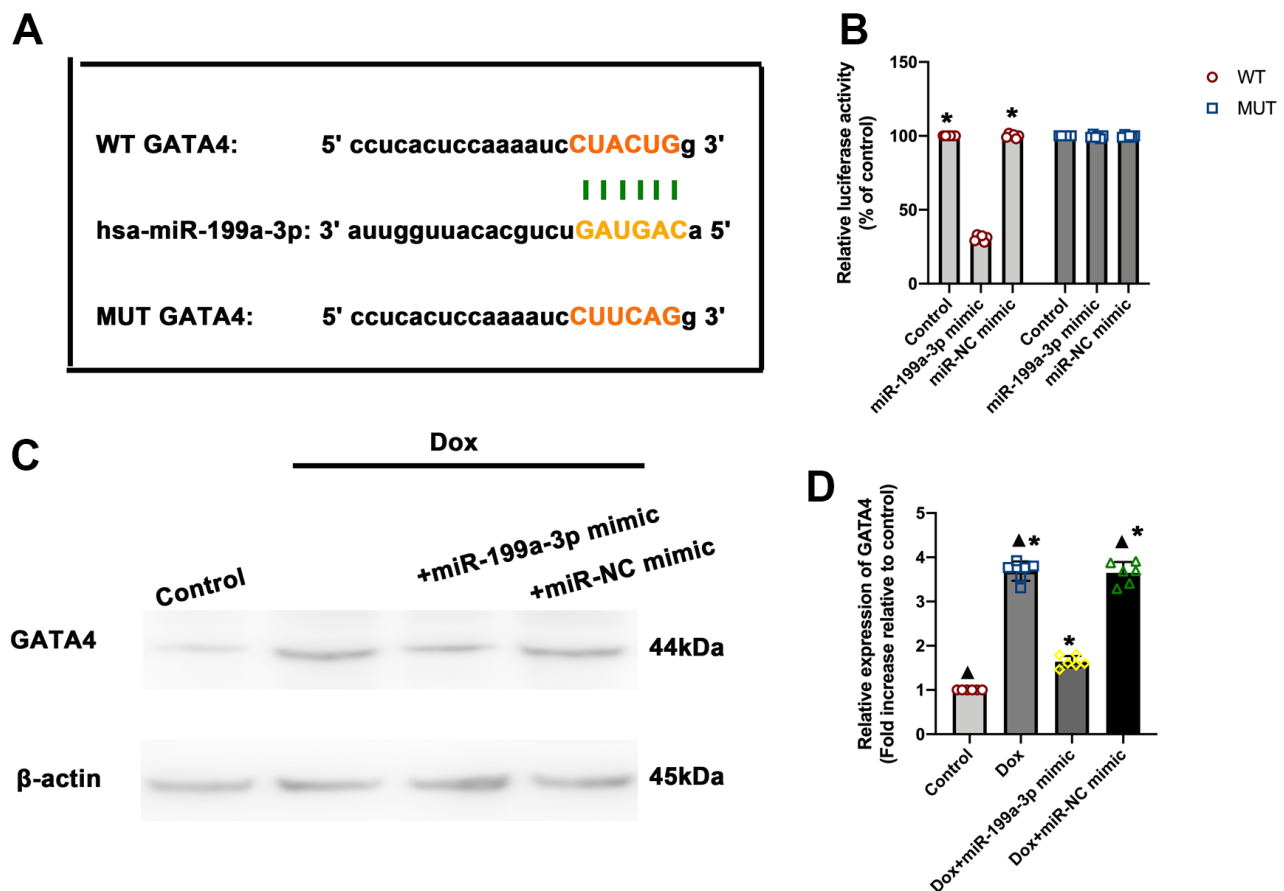 A
WT GATA4: 5' ccucacuccaaaaucCUACUGg 3'
hsa-miR-199a-3p: 3' auugguuacacgucuGAUGACa 5'
MUT GATA4: 5' ccucacuccaaaaucCUUCAGg 3'
B
Relative luciferase activity
(% of control)
150
100
50
0
* *
Control
miR-199a-3p mimic
miR-NC mimic
Control
miR-199a-3p mimic
miR-NC mimic
WT
MUT
C
Dox
Control
+miR-199a-3p mimic
+miR-NC mimic
GATA4 44kDa
β-actin 45kDa
D
Relative expression of GATA4
(Fold increase relative to control)
5
4
3
2
1
0
▲ ▲ * * ▲ *
Control
Dox
Dox+miR-199a-3p mimic
Dox+miR-NC mimic